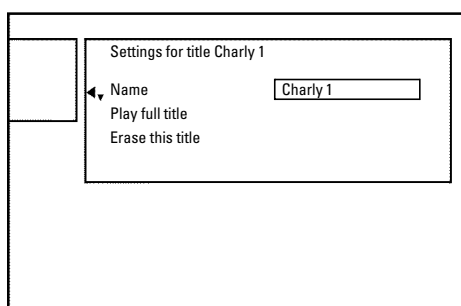 Settings for title Charly 1
Name Charly 1
Play full title
Erase this title